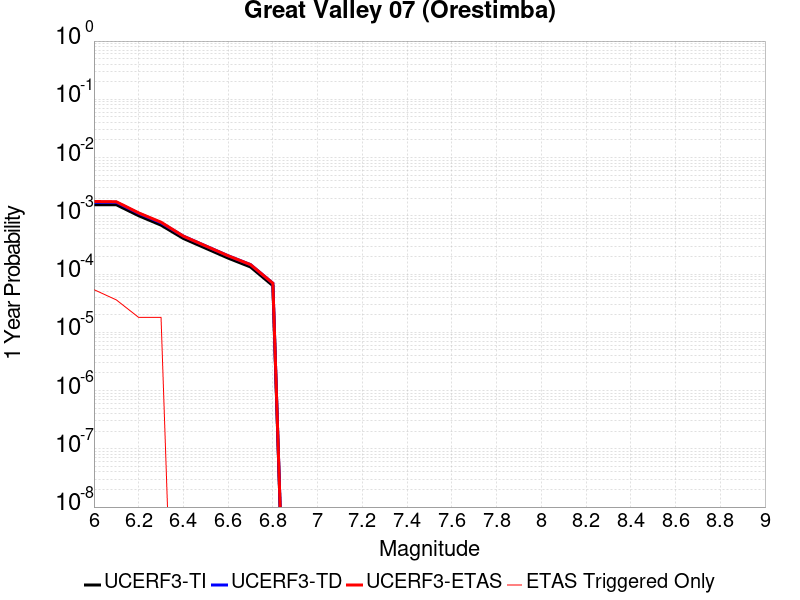 Great Valley 07 (Orestimba)
10^0
10^-1
10^-2
10^-3
10^-4
10^-5
10^-6
10^-7
10^-8
1 Year Probability
6 6.2 6.4 6.6 6.8 7 7.2 7.4 7.6 7.8 8 8.2 8.4 8.6 8.8 9
Magnitude
UCERF3-TI UCERF3-TD UCERF3-ETAS ETAS Triggered Only